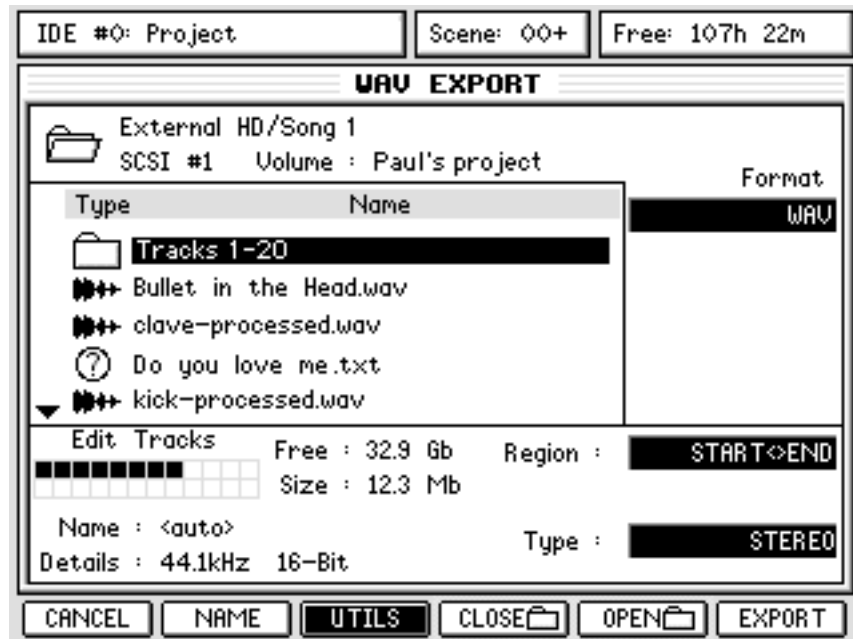 IDE #0: Project
Scene: 00+
Free: 107h 22m
WAV EXPORT
External HD/Song 1
SCSI #1 Volume : Paul's project
Format
WAV
Type Name
Tracks 1-20
Bullet in the Head.wav
clave-processed.wav
? Do you love me.txt
kick-processed.wav
Edit Tracks
Free : 32.9 Gb
Size : 12.3 Mb
Region : START<>END
Name : <auto>
Type : STEREO
Details : 44.1kHz 16-Bit
CANCEL NAME UTILS CLOSE OPEN EXPORT